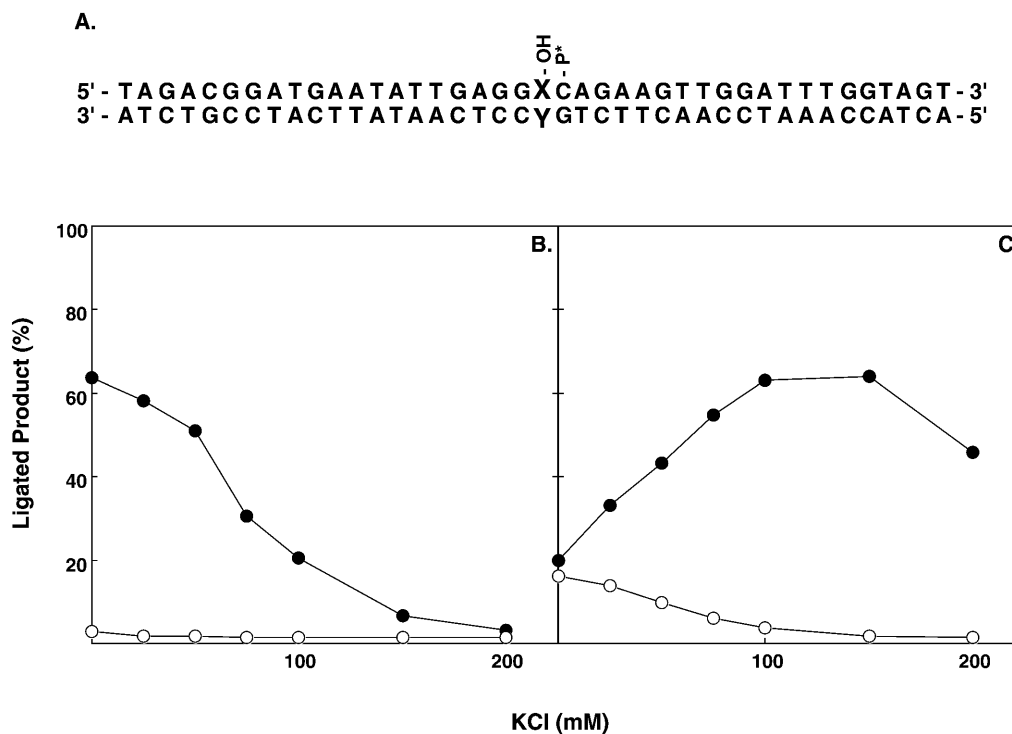 A.
- OH
- P*
5' - TAGACGGATGAATATTGAGGXCAGAAGTTGGATTTGGTAGT - 3'
3' - ATCTGCCTACTTATAACTCCYGTCTTCAACCTAAACCATCA - 5'
B.
C
Ligated Product (%)
100
80
60
40
20
100
200
100
200
KCl (mM)